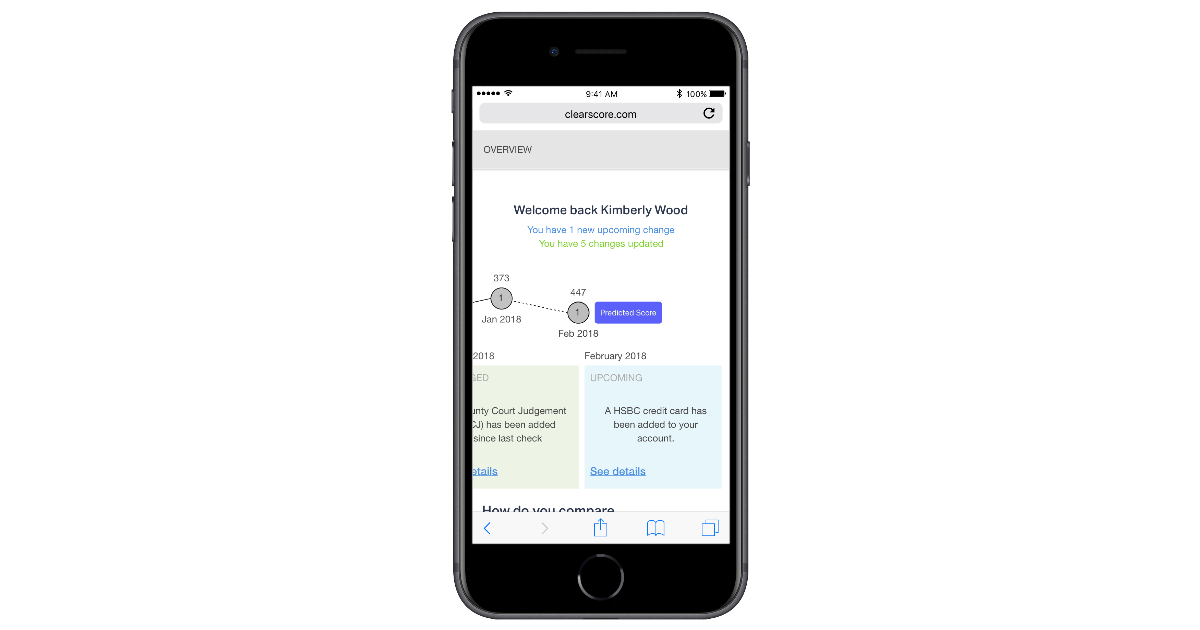 9:41 AM
100%
clearscore.com
OVERVIEW
Welcome back Kimberly Wood
You have 1 new upcoming change
You have 5 changes updated
373
1
Jan 2018
447
1
Predicted Score
Feb 2018
2018
February 2018
GED
UPCOMING
unty Court Judgement
CJ) has been added
since last check
etails
A HSBC credit card has
been added to your
account.
See details
How do you compare